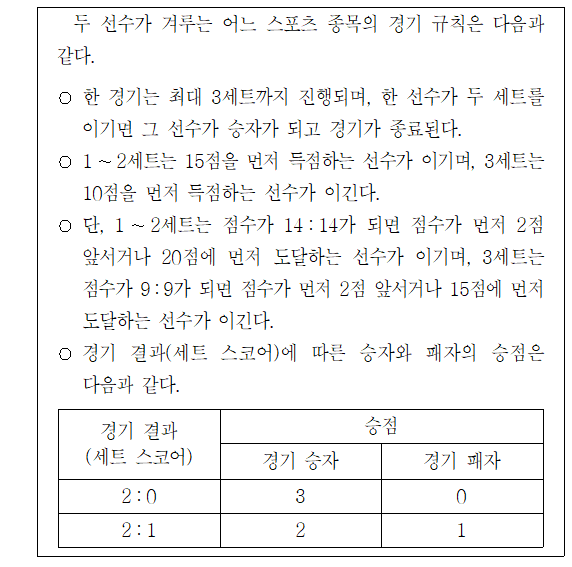 두 선수가 겨루는 어느 스포츠 종목의 경기 규칙은 다음과
같다.
○ 한 경기는 최대 3세트까지 진행되며, 한 선수가 두 세트를
이기면 그 선수가 승자가 되고 경기가 종료된다.
○ 1~2세트는 15점을 먼저 득점하는 선수가 이기며, 3세트는
10점을 먼저 득점하는 선수가 이긴다.
○ 단, 1~2세트는 점수가 14:14가 되면 점수가 먼저 2점
앞서거나 20점에 먼저 도달하는 선수가 이기며, 3세트는
점수가 9:9가 되면 점수가 먼저 2점 앞서거나 15점에 먼저
도달하는 선수가 이긴다.
○ 경기 결과(세트 스코어)에 따른 승자와 패자의 승점은
다음과 같다.
경기 결과
(세트 스코어)
승점
경기 승자 경기 패자
2:0 3 0
2:1 2 1